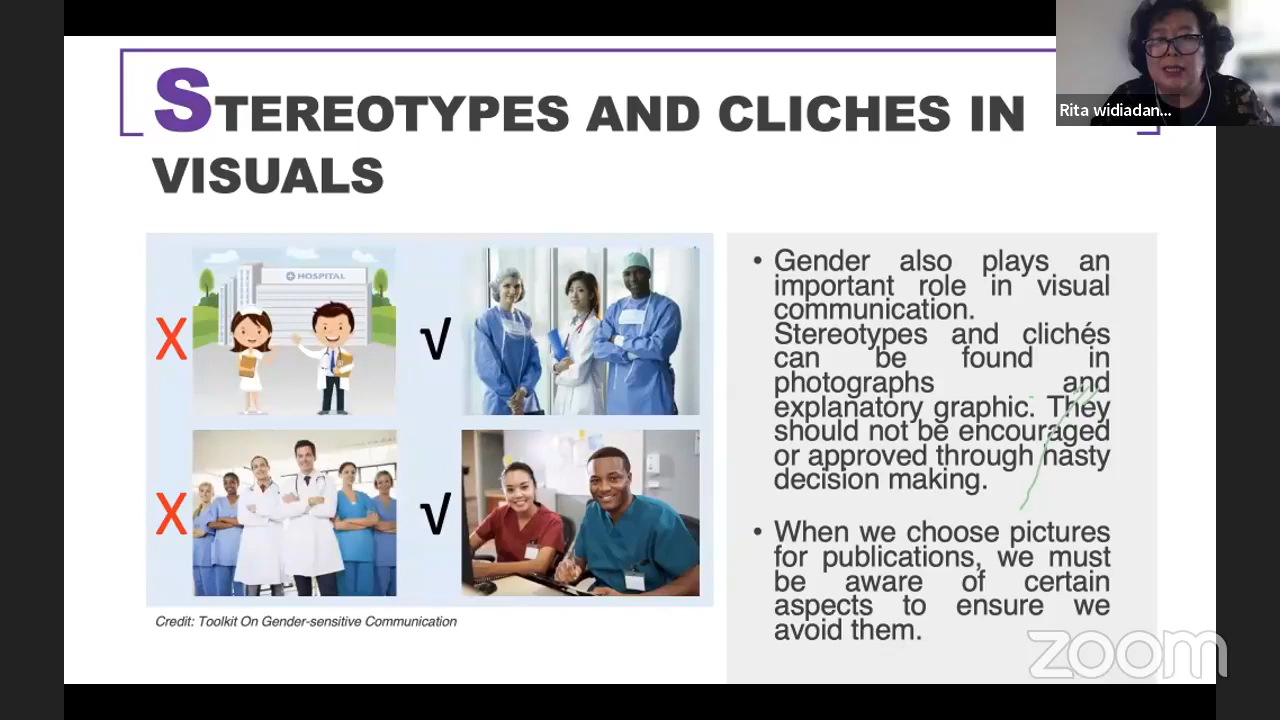 STEREOTYPES AND CLICHES IN
VISUALS
Rita widiadan...
HOSPITAL
X
√
X
√
Credit: Toolkit On Gender-sensitive Communication
• Gender also plays an
important role in visual
communication.
Stereotypes and clichés
can be found in
photographs and
explanatory graphic. They
should not be encouraged
or approved through hasty
decision making.
• When we choose pictures
for publications, we must
be aware of certain
aspects to ensure we
avoid them.
zoom